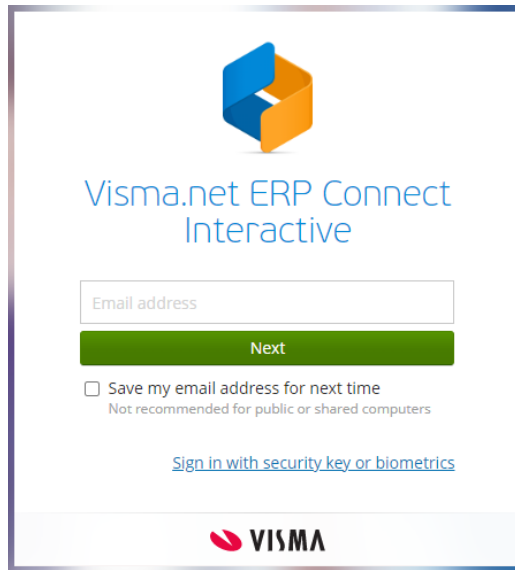 Visma.net ERP Connect
Interactive
Email address
Next
Save my email address for next time
Not recommended for public or shared computers
Sign in with security key or biometrics
VISMA